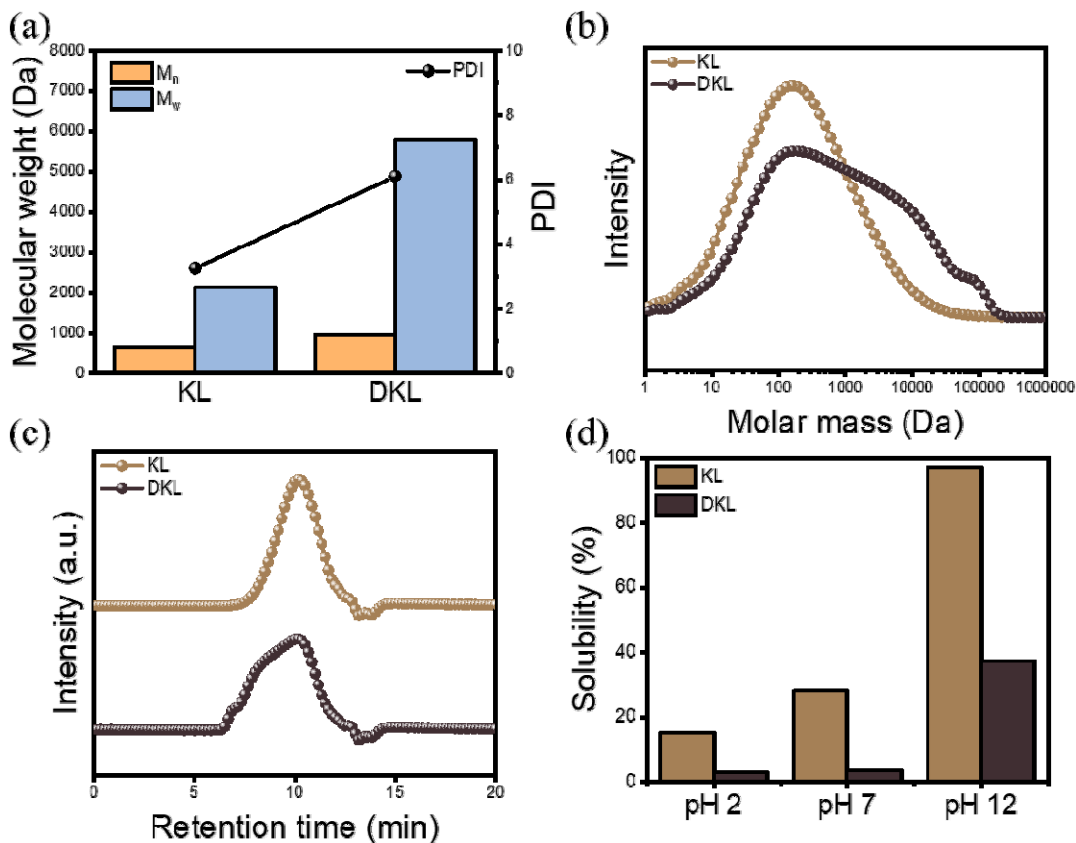 (a)
Molecular weight (Da)
8000
7000
6000
5000
4000
3000
2000
1000
0
Mn
Mw
PDI
10
8
6
4
2
0
PDI
KL DKL
(b)
KL
DKL
Intensity
1 10 100 1000 10000 100000 1000000
Molar mass (Da)
(c)
KL
DKL
Intensity (a.u.)
0 5 10 15 20
Retention time (min)
(d)
KL
DKL
Solubility (%)
100
80
60
40
20
0
pH 2 pH 7 pH 12